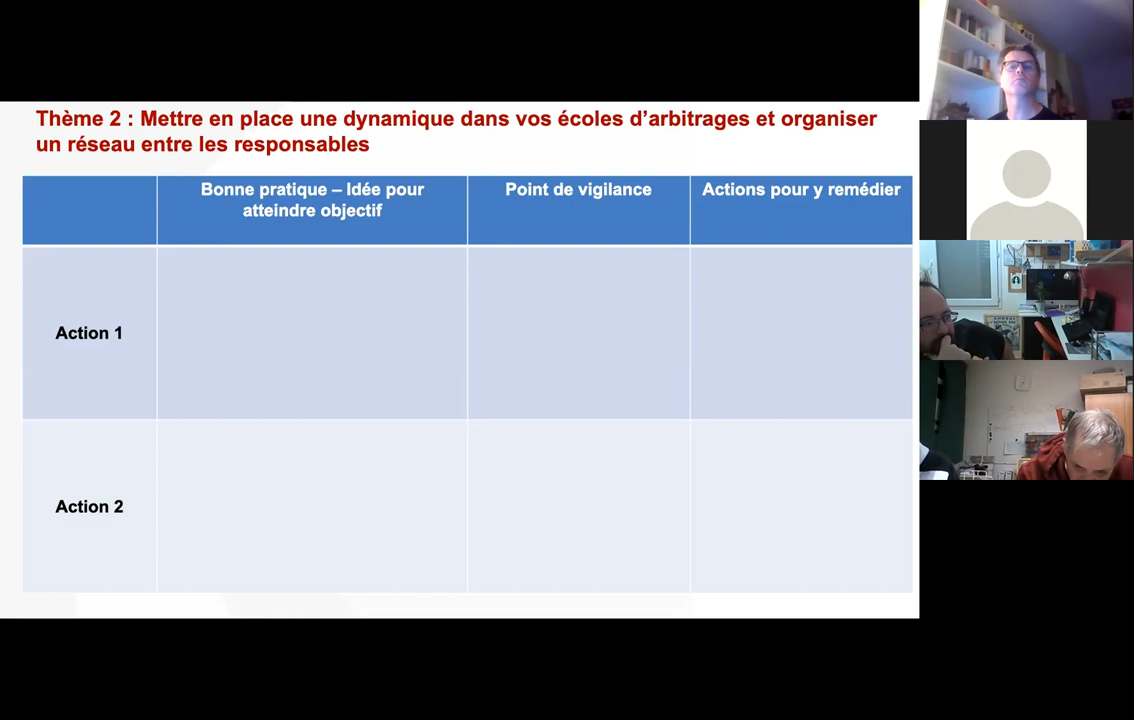 Thème 2 : Mettre en place une dynamique dans vos écoles d’arbitrages et organiser
un réseau entre les responsables
Bonne pratique – Idée pour
atteindre objectif
Point de vigilance
Actions pour y remédier
Action 1
Action 2